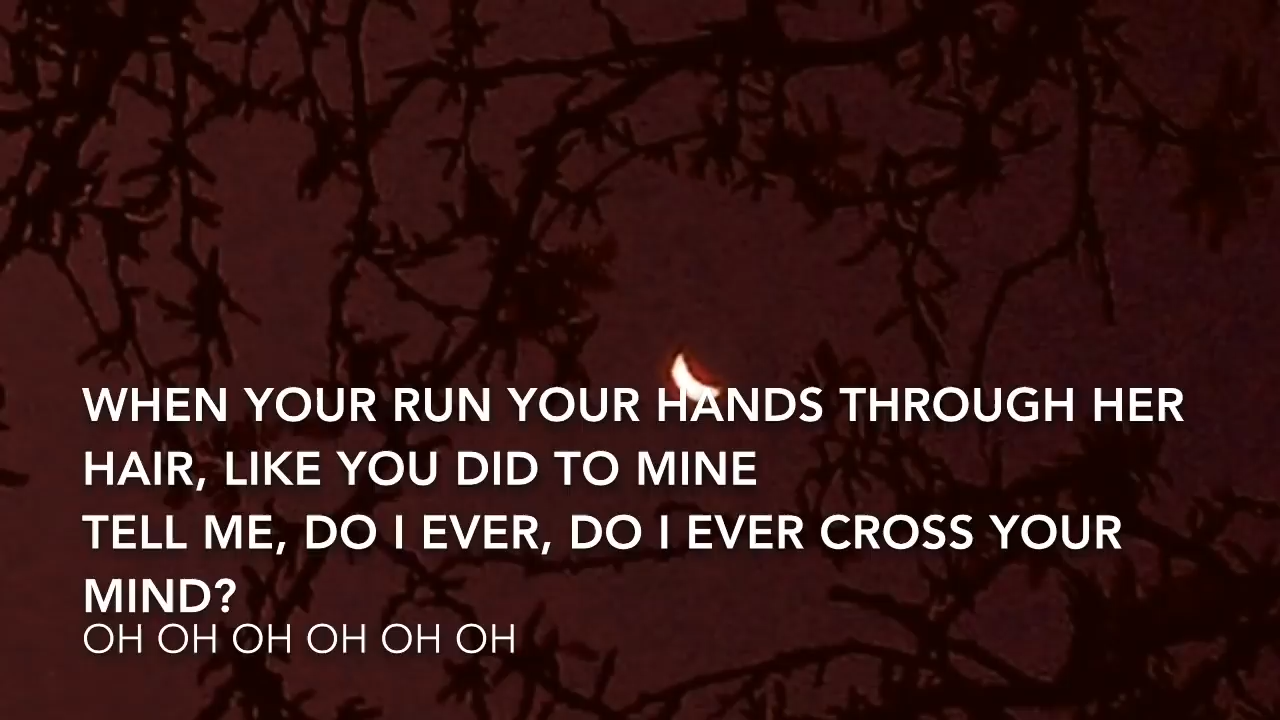 WHEN YOUR RUN YOUR HANDS THROUGH HER
HAIR, LIKE YOU DID TO MINE
TELL ME, DO I EVER, DO I EVER CROSS YOUR
MIND?
OH OH OH OH OH OH